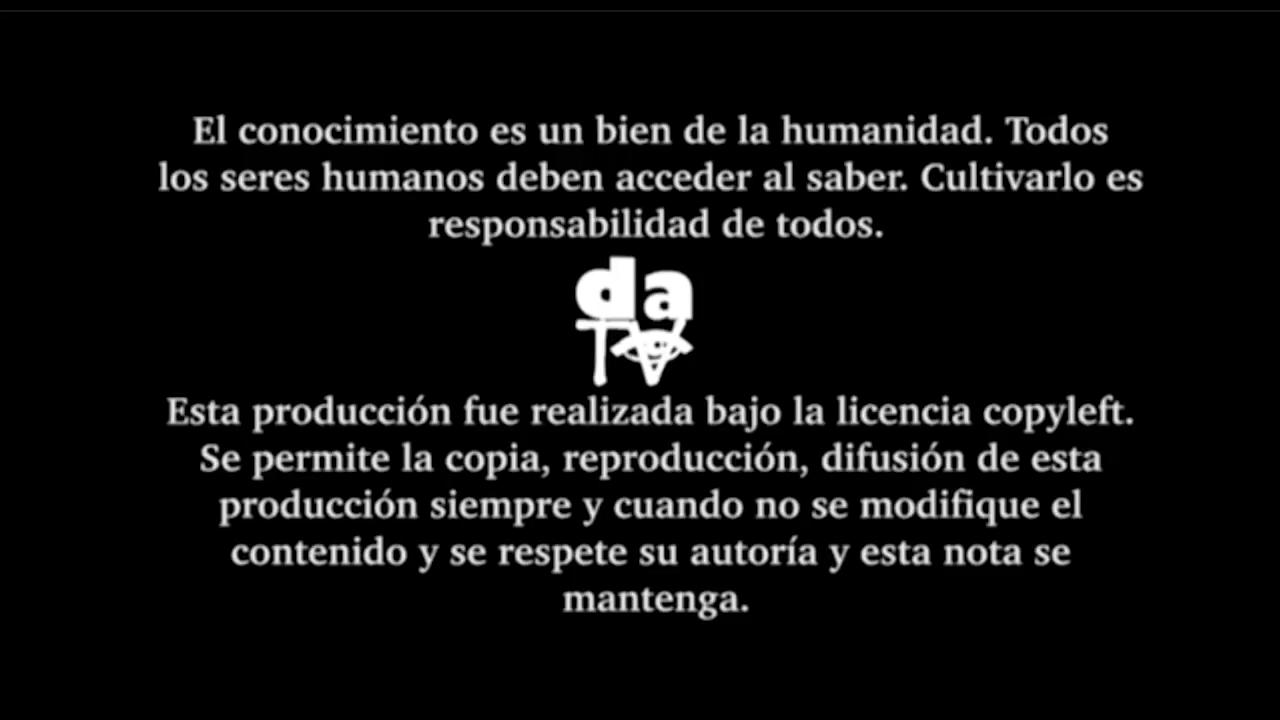 El conocimiento es un bien de la humanidad. Todos
los seres humanos deben acceder al saber. Cultivarlo es
responsabilidad de todos.
da
TV
Esta producción fue realizada bajo la licencia copyleft.
Se permite la copia, reproducción, difusión de esta
producción siempre y cuando no se modifique el
contenido y se respete su autoría y esta nota se
mantenga.